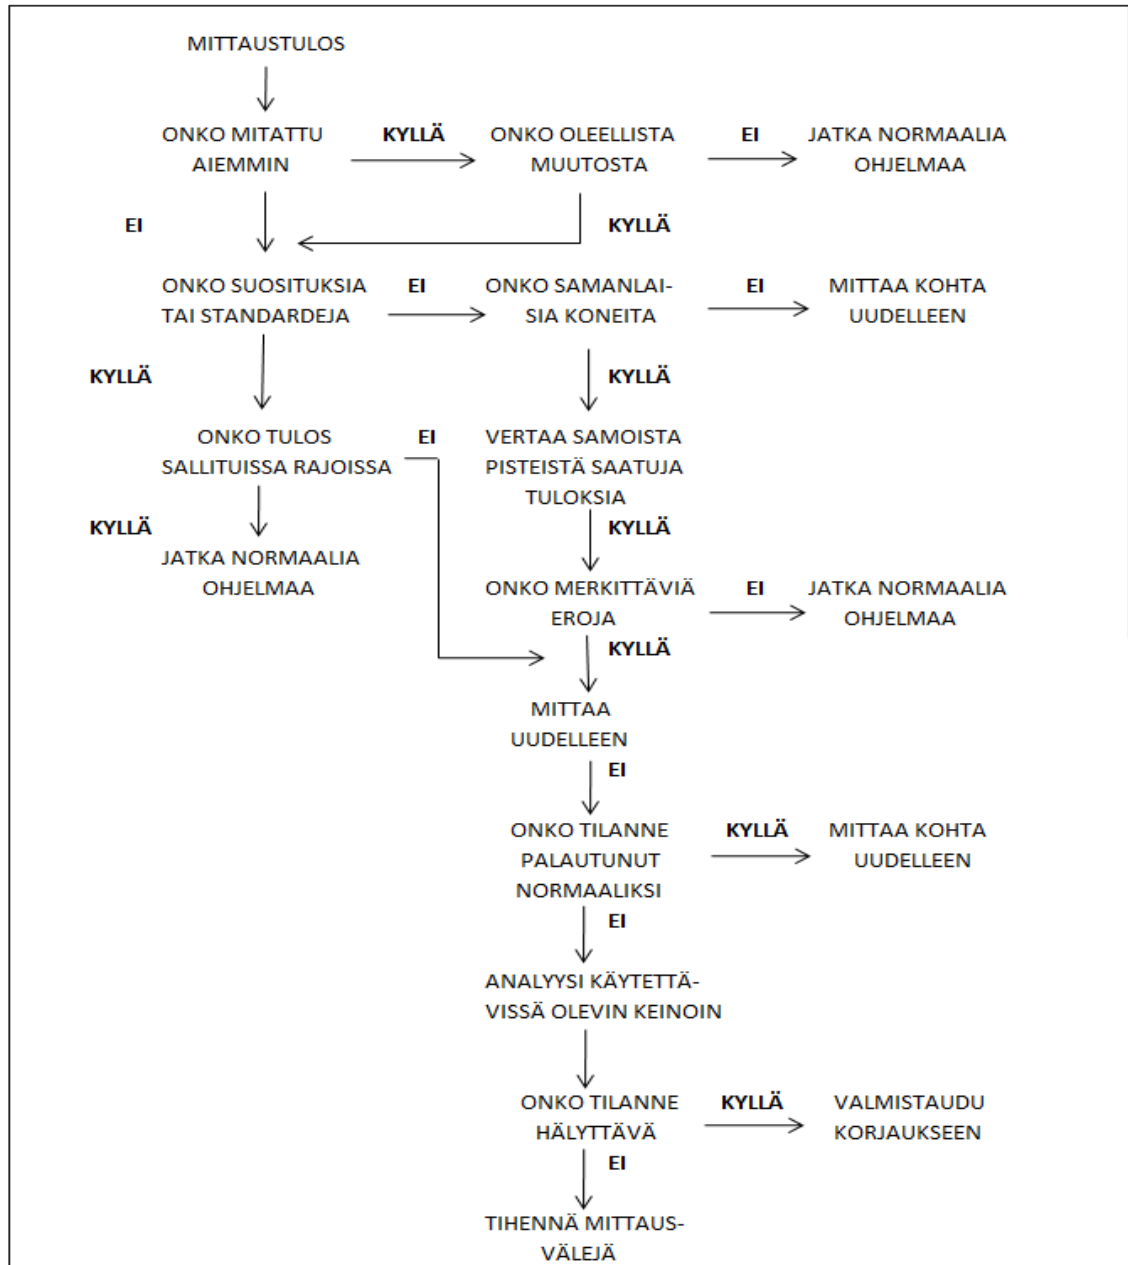 MITTAUSTULOS
ONKO MITATTU
AIEMMIN
KYLLÄ
ONKO OLEELLISTA
MUUTOSTA
EI
JATKA NORMAALIA
OHJELMAA
EI
KYLLÄ
ONKO SUOSITUKSIA
TAI STANDARDEJA
EI
ONKO SAMANLAI-
SIA KONEITA
EI
MITTAA KOHTA
UUDELLEEN
KYLLÄ
KYLLÄ
ONKO TULOS
SALLITUISSA RAJOISSA
EI
VERTAA SAMOISTA
PISTEISTÄ SAATUJA
TULOKSIA
KYLLÄ
KYLLÄ
JATKA NORMAALIA
OHJELMAA
ONKO MERKITTÄVIÄ
EROJA
EI
JATKA NORMAALIA
OHJELMAA
KYLLÄ
MITTAA
UUDELLEEN
EI
ONKO TILANNE
PALAUTUNUT
NORMAALIKSI
KYLLÄ
MITTAA KOHTA
UUDELLEEN
EI
ANALYYSI KÄYTETTÄ-
VISSÄ OLEVIN KEINOIN
ONKO TILANNE
HÄLYTTÄVÄ
KYLLÄ
VALMISTAUDU
KORJAUKSEEN
EI
TIHENNÄ MITTAUS-
VÄLEJÄ